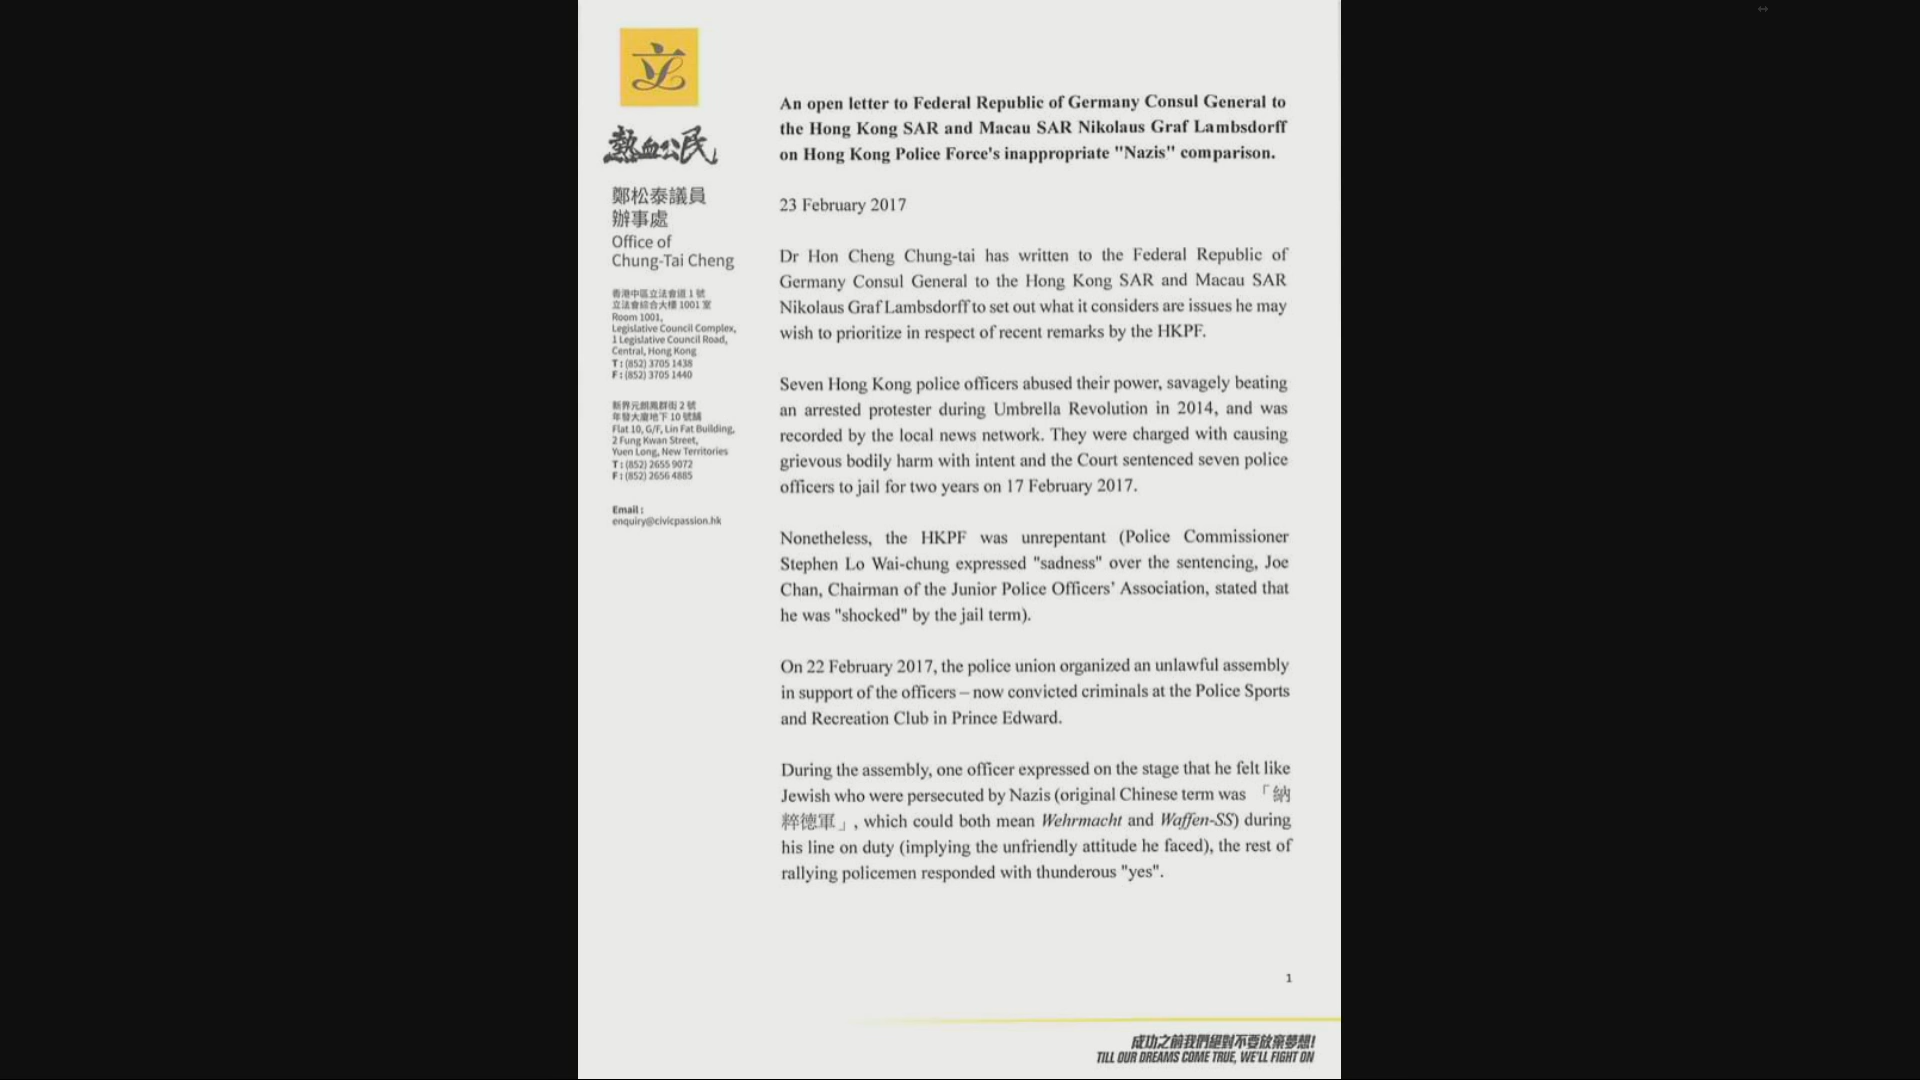 立
熱血公民
鄭松泰議員
辦事處
Office of
Chung-Tai Cheng
香港中區立法會道 1 號
立法會綜合大樓 1001 室
Room 1001,
Legislative Council Complex,
1 Legislative Council Road,
Central, Hong Kong
T : (852) 3705 1438
F : (852) 3705 1440
新界元朗鳳群街 2 號
年發大廈地下 10 號舖
Flat 10, G/F, Lin Fat Building,
2 Fung Kwan Street,
Yuen Long, New Territories
T : (852) 2655 9072
F : (852) 2656 4885
Email :
enquiry@civicpassion.hk
An open letter to Federal Republic of Germany Consul General to
the Hong Kong SAR and Macau SAR Nikolaus Graf Lambsdorff
on Hong Kong Police Force's inappropriate "Nazis" comparison.
23 February 2017
Dr Hon Cheng Chung-tai has written to the Federal Republic of
Germany Consul General to the Hong Kong SAR and Macau SAR
Nikolaus Graf Lambsdorff to set out what it considers are issues he may
wish to prioritize in respect of recent remarks by the HKPF.
Seven Hong Kong police officers abused their power, savagely beating
an arrested protester during Umbrella Revolution in 2014, and was
recorded by the local news network. They were charged with causing
grievous bodily harm with intent and the Court sentenced seven police
officers to jail for two years on 17 February 2017.
Nonetheless, the HKPF was unrepentant (Police Commissioner
Stephen Lo Wai-chung expressed "sadness" over the sentencing, Joe
Chan, Chairman of the Junior Police Officers' Association, stated that
he was "shocked" by the jail term).
On 22 February 2017, the police union organized an unlawful assembly
in support of the officers – now convicted criminals at the Police Sports
and Recreation Club in Prince Edward.
During the assembly, one officer expressed on the stage that he felt like
Jewish who were persecuted by Nazis (original Chinese term was 「納
粹德軍」, which could both mean Wehrmacht and Waffen-SS) during
his line on duty (implying the unfriendly attitude he faced), the rest of
rallying policemen responded with thunderous "yes".
1
成功之前我們絕對不要放棄夢想!
TILL OUR DREAMS COME TRUE, WE'LL FIGHT ON